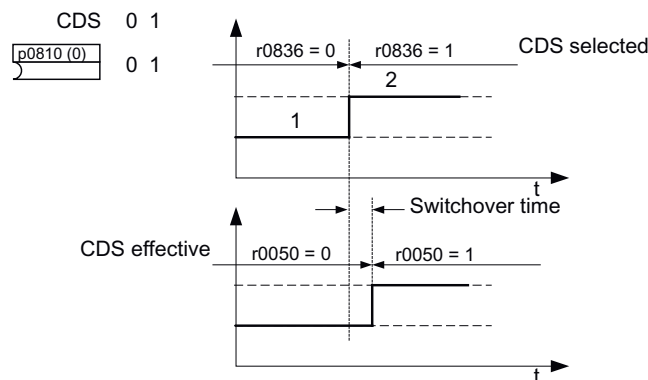 CDS 0 1
p0810 (0) 0 1
r0836 = 0 r0836 = 1 CDS selected
2
1
t
Switchover time
CDS effective
r0050 = 0 r0050 = 1
t